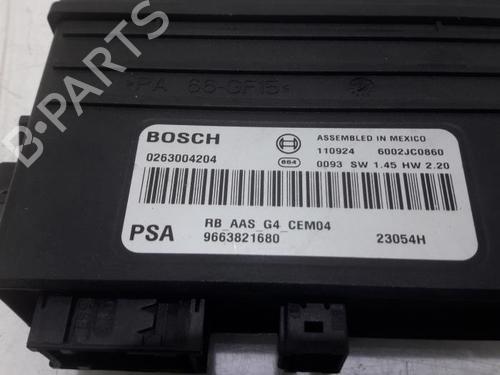 >PA 66-GF15<
BOSCH
ASSEMBLED IN MEXICO
110924 6002JC0860
0263004204
664 0093 SW 1.45 HW 2.20
RB_AAS_G4_CEM04
PSA 9663821680 23054H